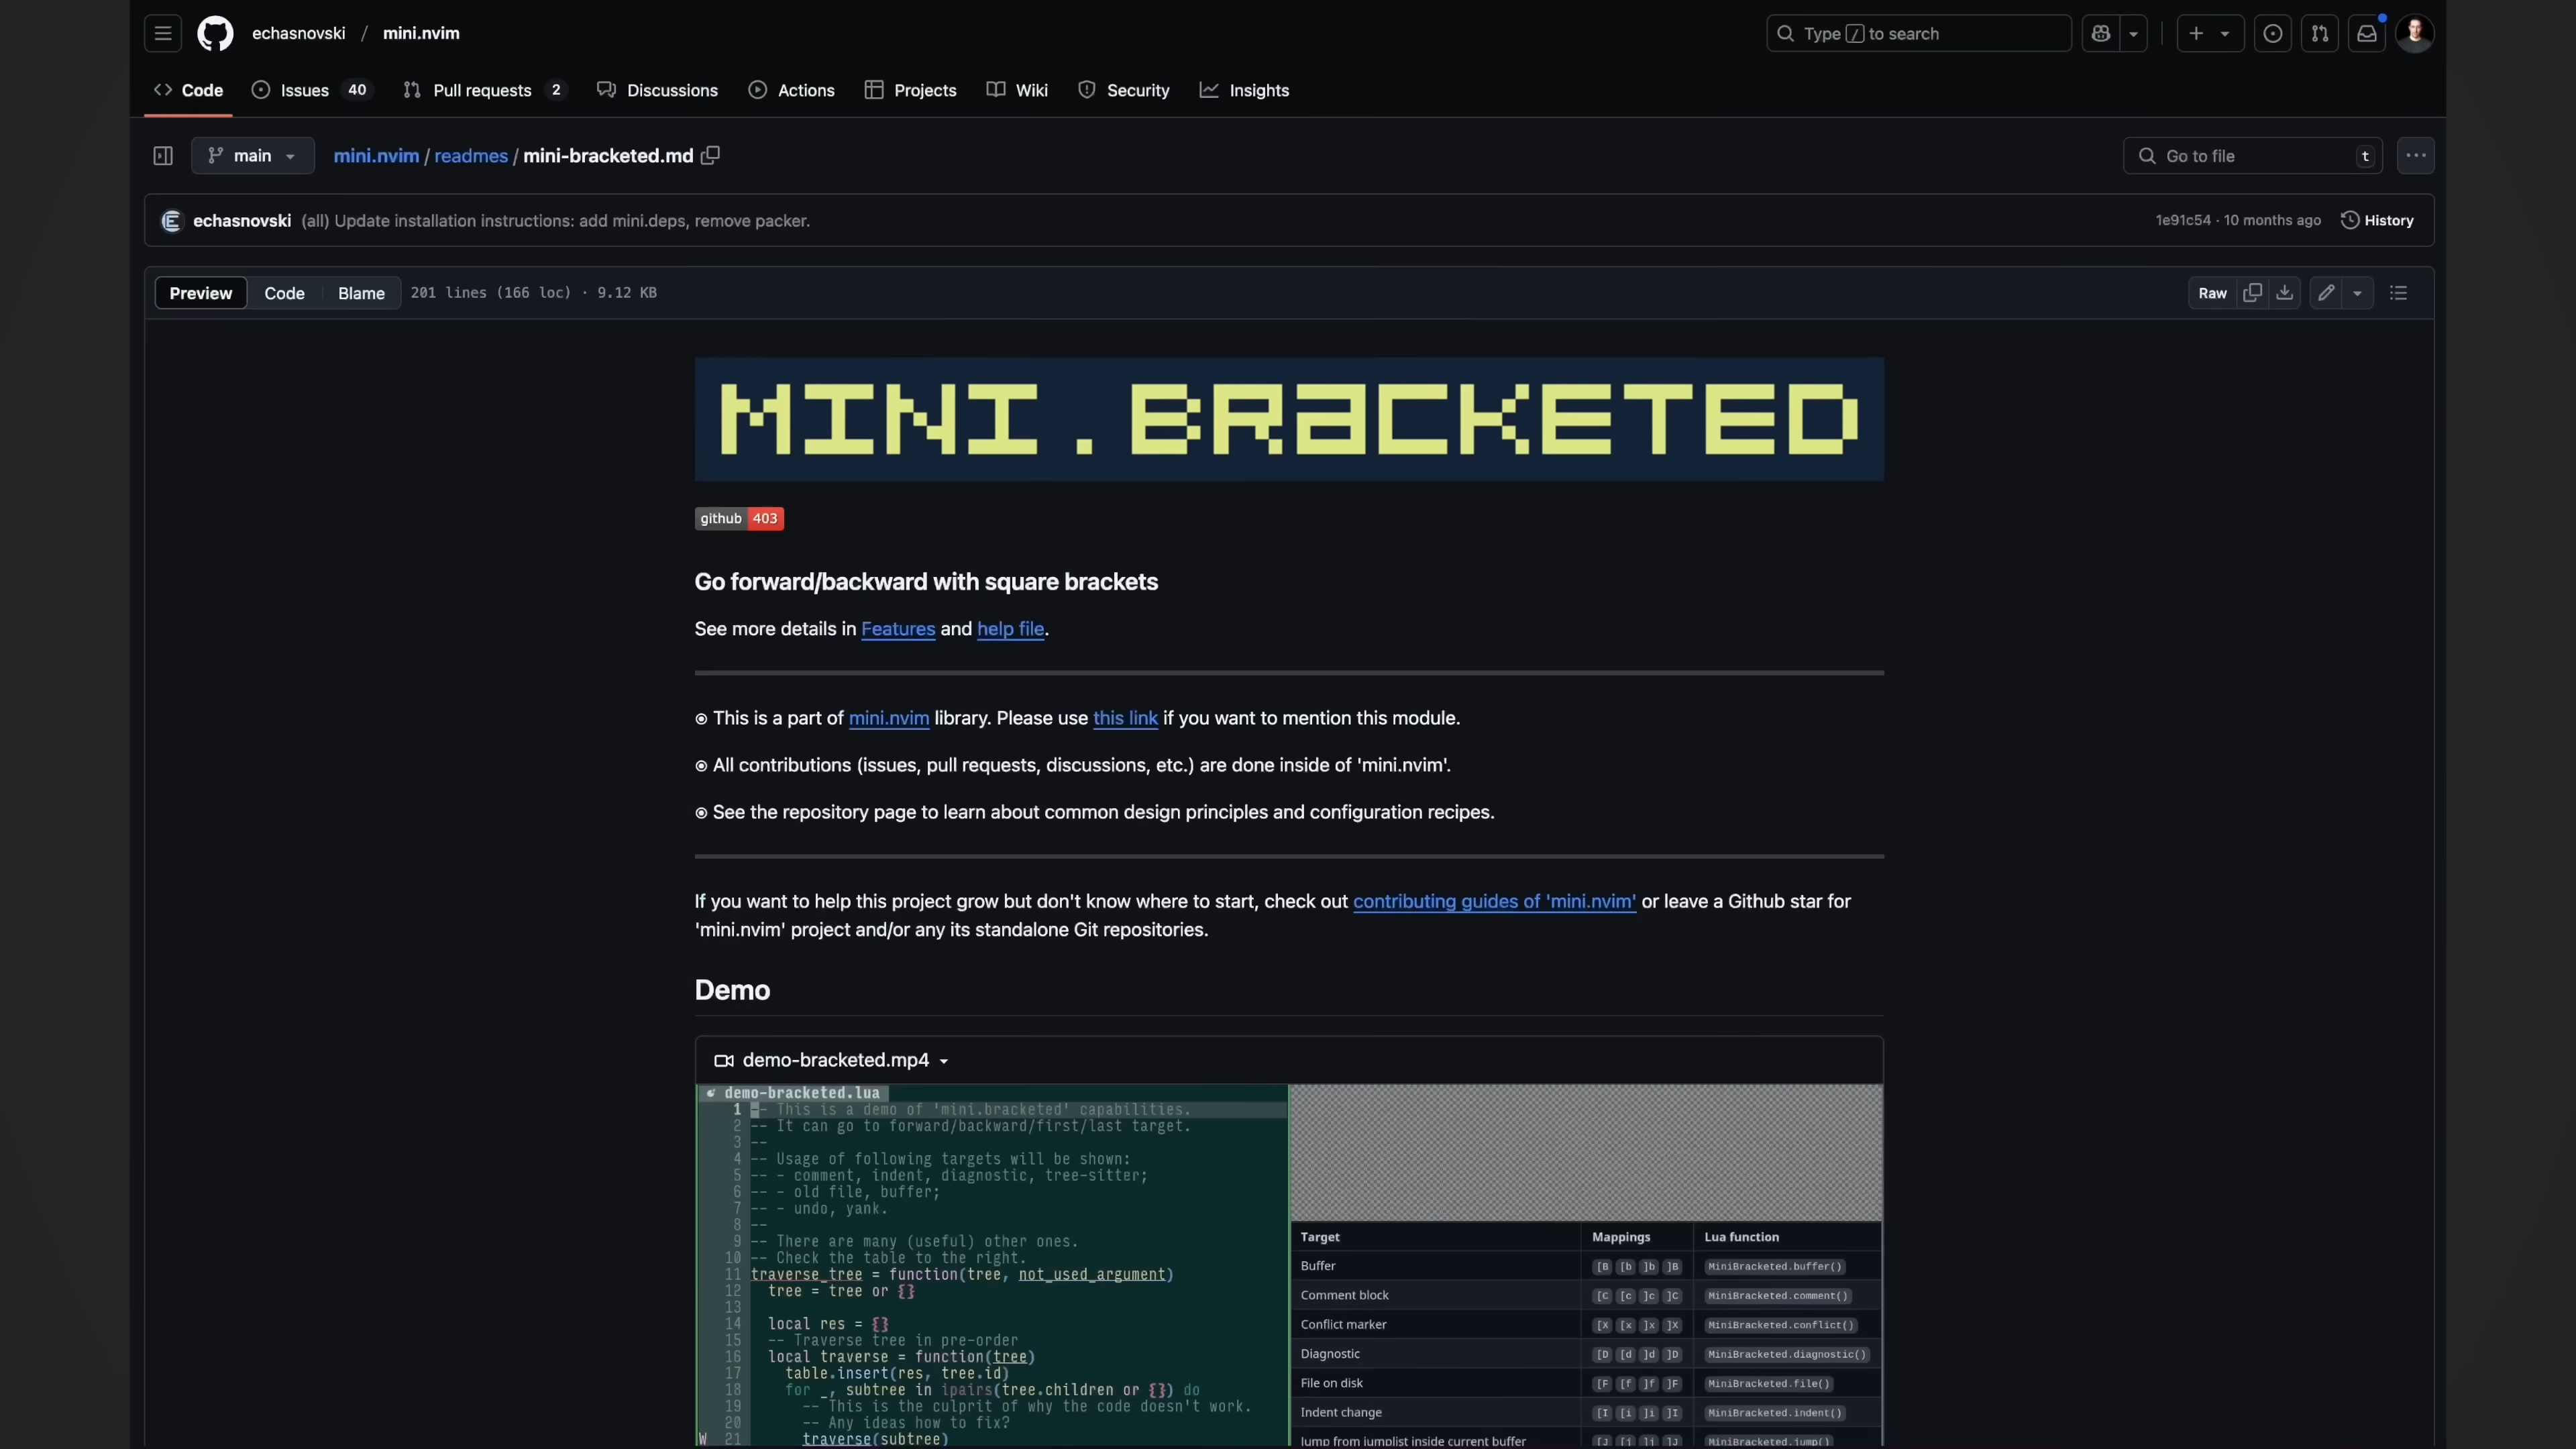 echasnovski / mini.nvim
Type / to search
Code
Issues 40
Pull requests 2
Discussions
Actions
Projects
Wiki
Security
Insights
main
mini.nvim / readmes / mini-bracketed.md
Go to file t
echasnovski (all) Update installation instructions: add mini.deps, remove packer.
1e91c54 · 10 months ago
History
Preview Code Blame 201 lines (166 loc) · 9.12 KB
Raw
MINI.BRACKETED
github 403
Go forward/backward with square brackets
See more details in Features and help file.
This is a part of mini.nvim library. Please use this link if you want to mention this module.
All contributions (issues, pull requests, discussions, etc.) are done inside of 'mini.nvim'.
See the repository page to learn about common design principles and configuration recipes.
If you want to help this project grow but don't know where to start, check out contributing guides of 'mini.nvim' or leave a Github star for
'mini.nvim' project and/or any its standalone Git repositories.
Demo
demo-bracketed.mp4
demo-bracketed.lua
1 -- This is a demo of 'mini.bracketed' capabilities.
2 -- It can go to forward/backward/first/last target.
3 --
4 -- Usage of following targets will be shown:
5 -- - comment, indent, diagnostic, tree-sitter;
6 -- - old file, buffer;
7 -- - undo, yank.
8 --
9 -- There are many (useful) other ones.
10 -- Check the table to the right.
11 traverse_tree = function(tree, not_used_argument)
12 tree = tree or {}
13
14 local res = {}
15 -- Traverse tree in pre-order
16 local traverse = function(tree)
17 table.insert(res, tree.id)
18 for _, subtree in ipairs(tree.children or {}) do
19 -- This is the culprit of why the code doesn't work.
20 -- Any ideas how to fix?
W 21 traverse(subtree)
Target Mappings Lua function
Buffer [B [b ]b ]B MiniBracketed.buffer()
Comment block [C [c ]c ]C MiniBracketed.comment()
Conflict marker [X [x ]x ]X MiniBracketed.conflict()
Diagnostic [D [d ]d ]D MiniBracketed.diagnostic()
File on disk [F [f ]f ]F MiniBracketed.file()
Indent change [I [i ]i ]I MiniBracketed.indent()
Jump from jumplist inside current buffer [J [j ]j ]J MiniBracketed.jump()